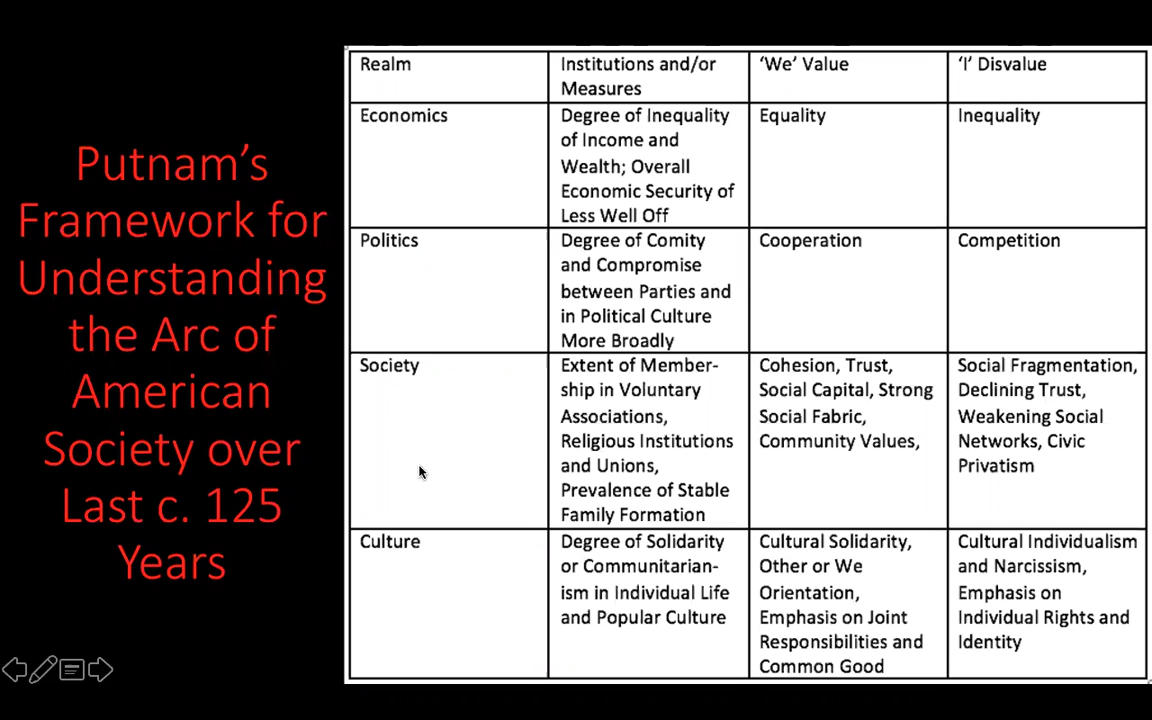 Putnam’s
Framework for
Understanding
the Arc of
American
Society over
Last c. 125
Years
Realm
Institutions and/or
Measures
‘We’ Value
‘I’ Disvalue
Economics
Degree of Inequality
of Income and
Wealth; Overall
Economic Security of
Less Well Off
Equality
Inequality
Politics
Degree of Comity
and Compromise
between Parties and
in Political Culture
More Broadly
Cooperation
Competition
Society
Extent of Member-
ship in Voluntary
Associations,
Religious Institutions
and Unions,
Prevalence of Stable
Family Formation
Cohesion, Trust,
Social Capital, Strong
Social Fabric,
Community Values,
Social Fragmentation,
Declining Trust,
Weakening Social
Networks, Civic
Privatism
Culture
Degree of Solidarity
or Communitarian-
ism in Individual Life
and Popular Culture
Cultural Solidarity,
Other or We
Orientation,
Emphasis on Joint
Responsibilities and
Common Good
Cultural Individualism
and Narcissism,
Emphasis on
Individual Rights and
Identity